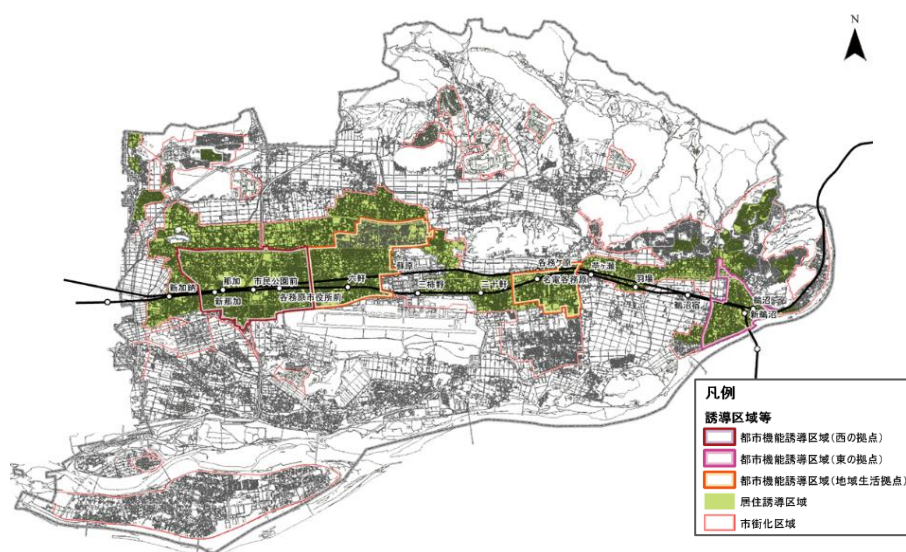 N
新加納
那加
市民公園前
新那加
各務原市役所前
六軒
蘇原
三柿野
二十軒
各務ケ原
名電各務原
苧ヶ瀬
羽場
鵜沼宿
鵜沼
新鵜沼
凡例
誘導区域等
都市機能誘導区域(西の拠点)
都市機能誘導区域(東の拠点)
都市機能誘導区域(地域生活拠点)
居住誘導区域
市街化区域